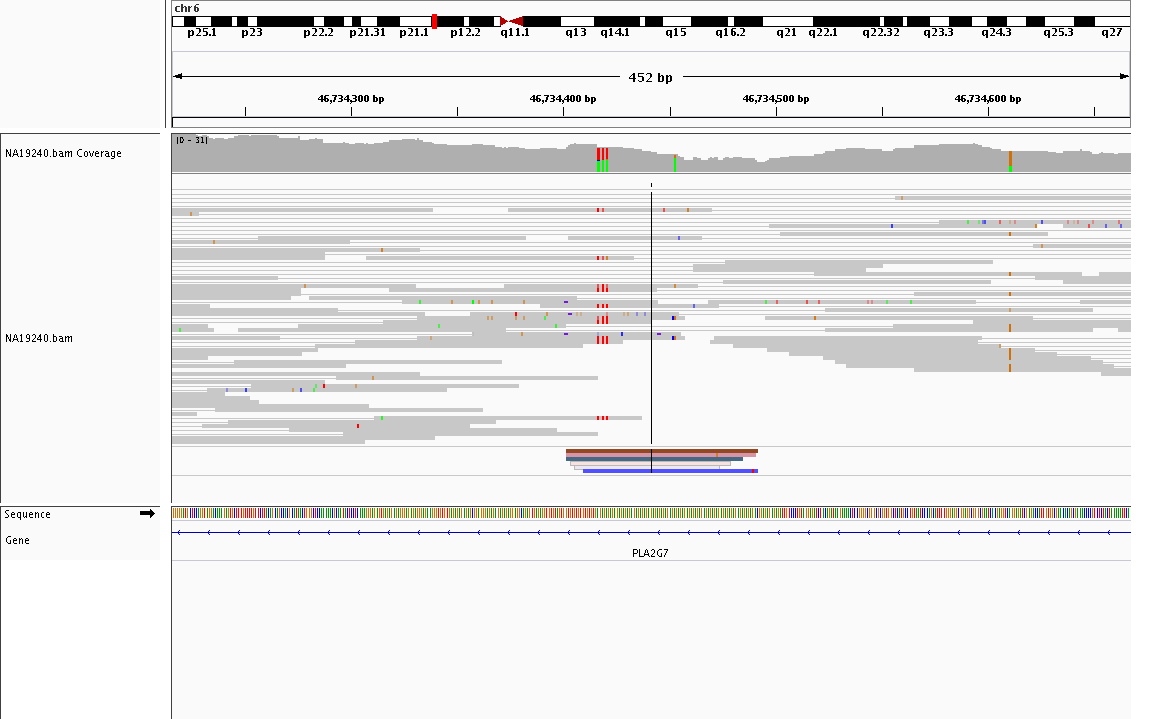 chr6
p25.1 p23 p22.2 p21.31 p21.1 p12.2 q11.1 q13 q14.1 q15 q16.2 q21 q22.1 q22.32 q23.3 q24.3 q25.3 q27
452 bp
46,734,300 bp 46,734,400 bp 46,734,500 bp 46,734,600 bp
[0 - 31]
NA19240.bam Coverage
NA19240.bam
Sequence
Gene
PLA2G7